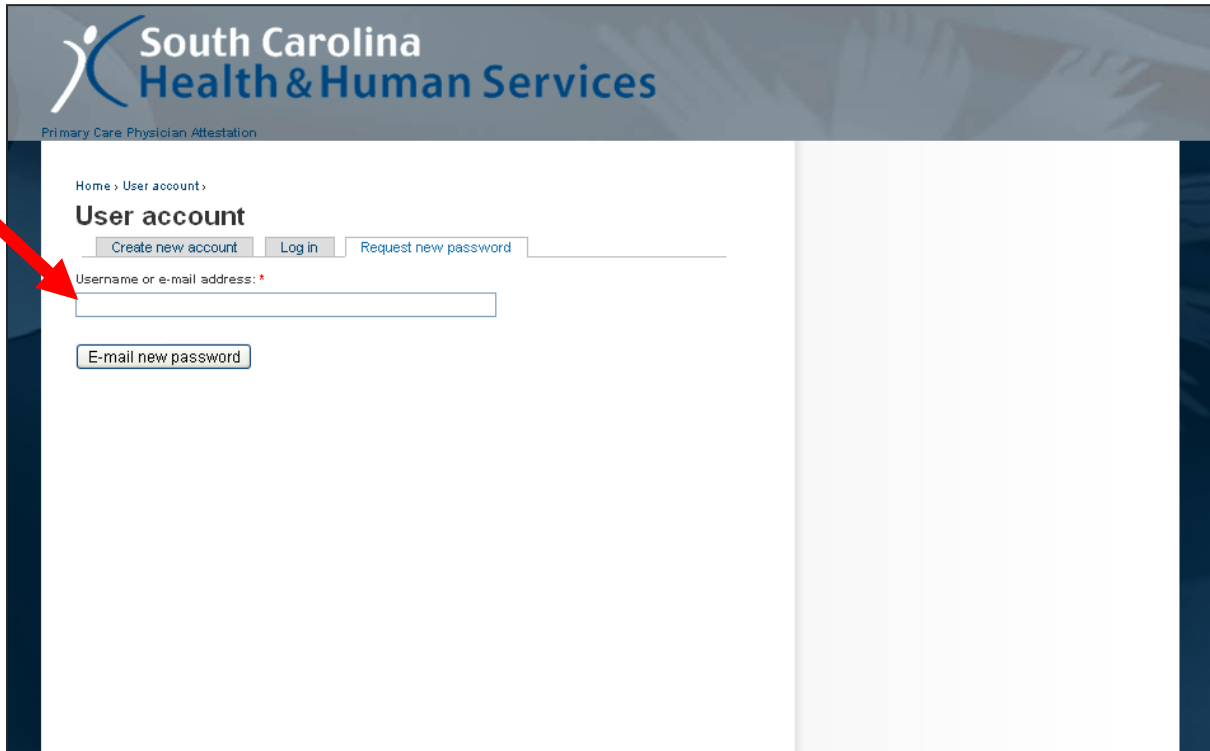 South Carolina
Health & Human Services
Primary Care Physician Attestation
Home › User account ›
User account
Create new account Log in Request new password
Username or e-mail address: *
E-mail new password